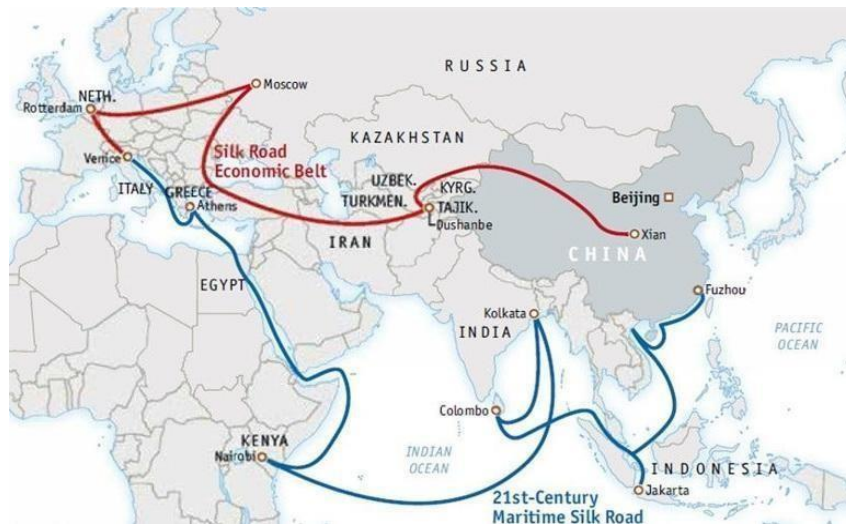 RUSSIA
Moscow
NETH.
Rotterdam
KAZAKHSTAN
Silk Road
Economic Belt
Venice
UZBEK.
KYRG.
ITALY
GREECE
TURKMEN.
TAJIK.
Beijing
Athens
Dushanbe
Xian
IRAN
CHINA
EGYPT
Fuzhou
Kolkata
INDIA
PACIFIC
OCEAN
Colombo
KENYA
Nairobi
INDIAN
OCEAN
INDONESIA
Jakarta
21st-Century
Maritime Silk Road